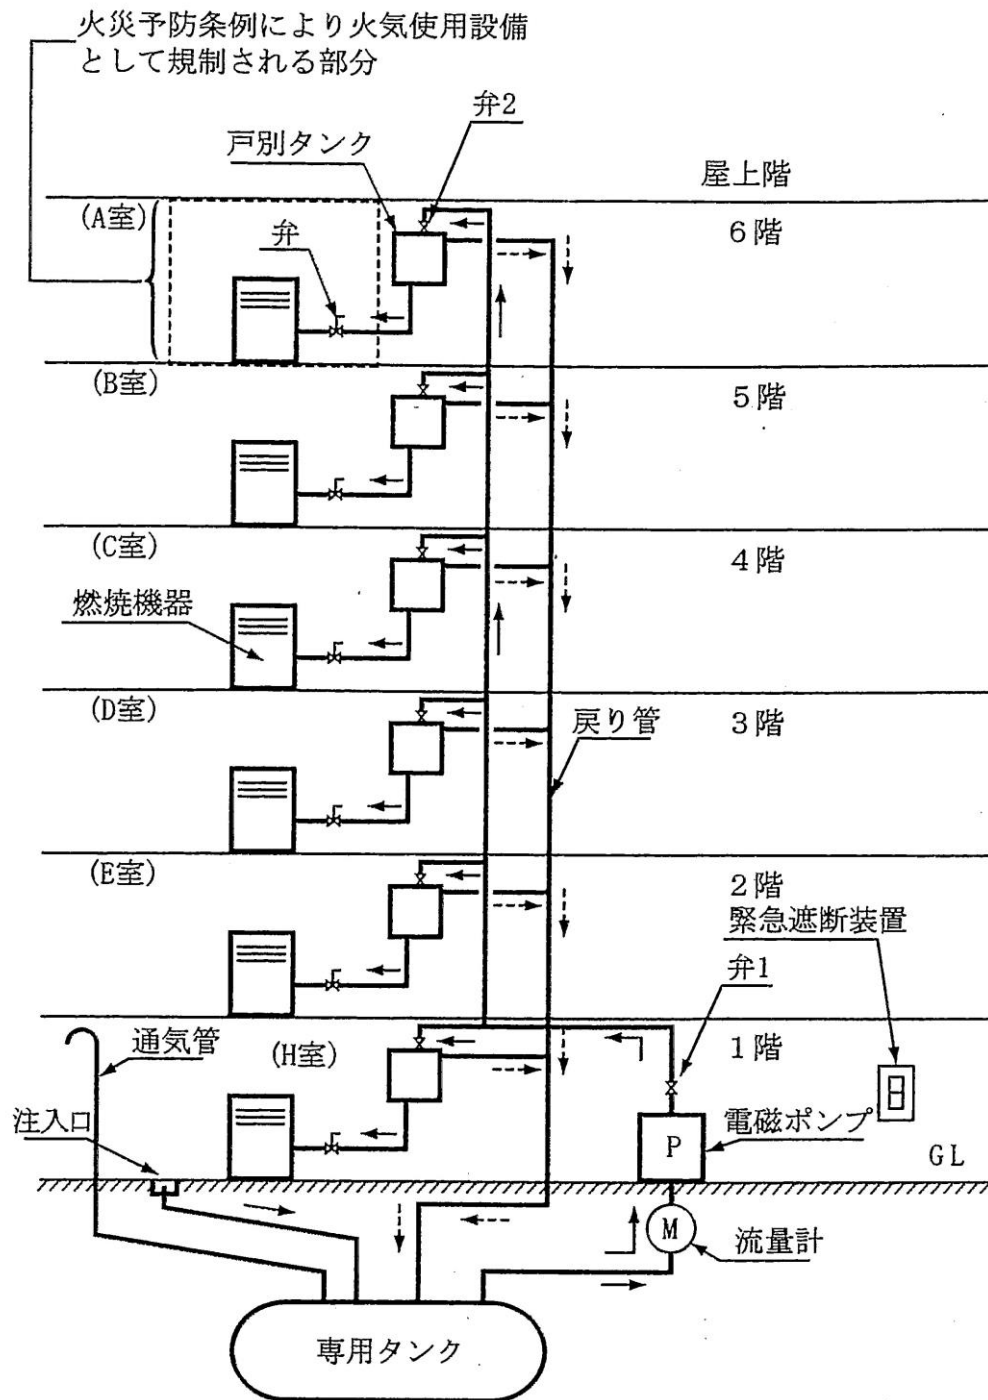 火災予防条例により火気使用設備
として規制される部分
弁2
戸別タンク
屋上階
(A室)
6階
弁
(B室)
5階
(C室)
4階
燃焼機器
(D室)
3階
戻り管
(E室)
2階
緊急遮断装置
弁1
通気管
(H室)
1階
注入口
電磁ポンプ
P
GL
M
流量計
専用タンク